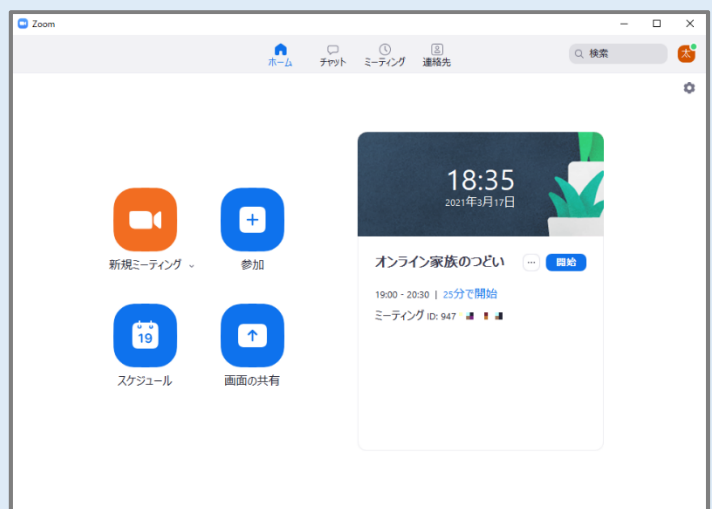 Zoom
ホーム
チャット
ミーティング
連絡先
検索
太
18:35
2021年3月17日
新規ミーティング
参加
オンライン家族のつどい
開始
19:00 - 20:30 | 25分で開始
ミーティング ID: 947
19
スケジュール
画面の共有